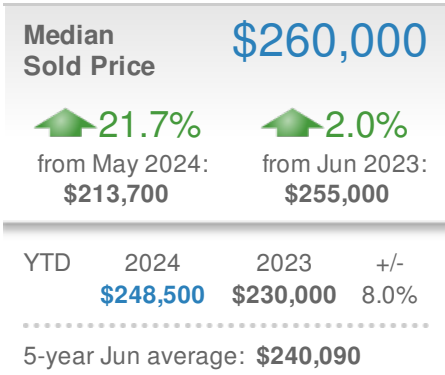 Median
Sold Price
$260,000
21.7%
from May 2024:
$213,700
2.0%
from Jun 2023:
$255,000
YTD 2024 2023 +/-
$248,500 $230,000 8.0%
5-year Jun average: $240,090